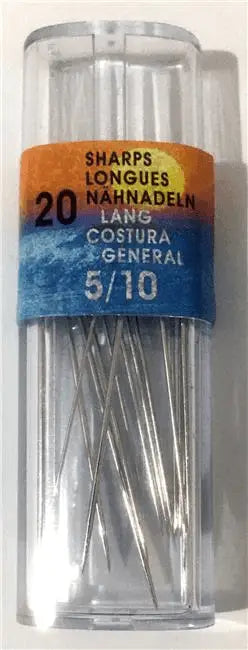 20
SHARPS
LONGUES
NÄHNADELN
LANG
COSTURA
GENERAL
5/10